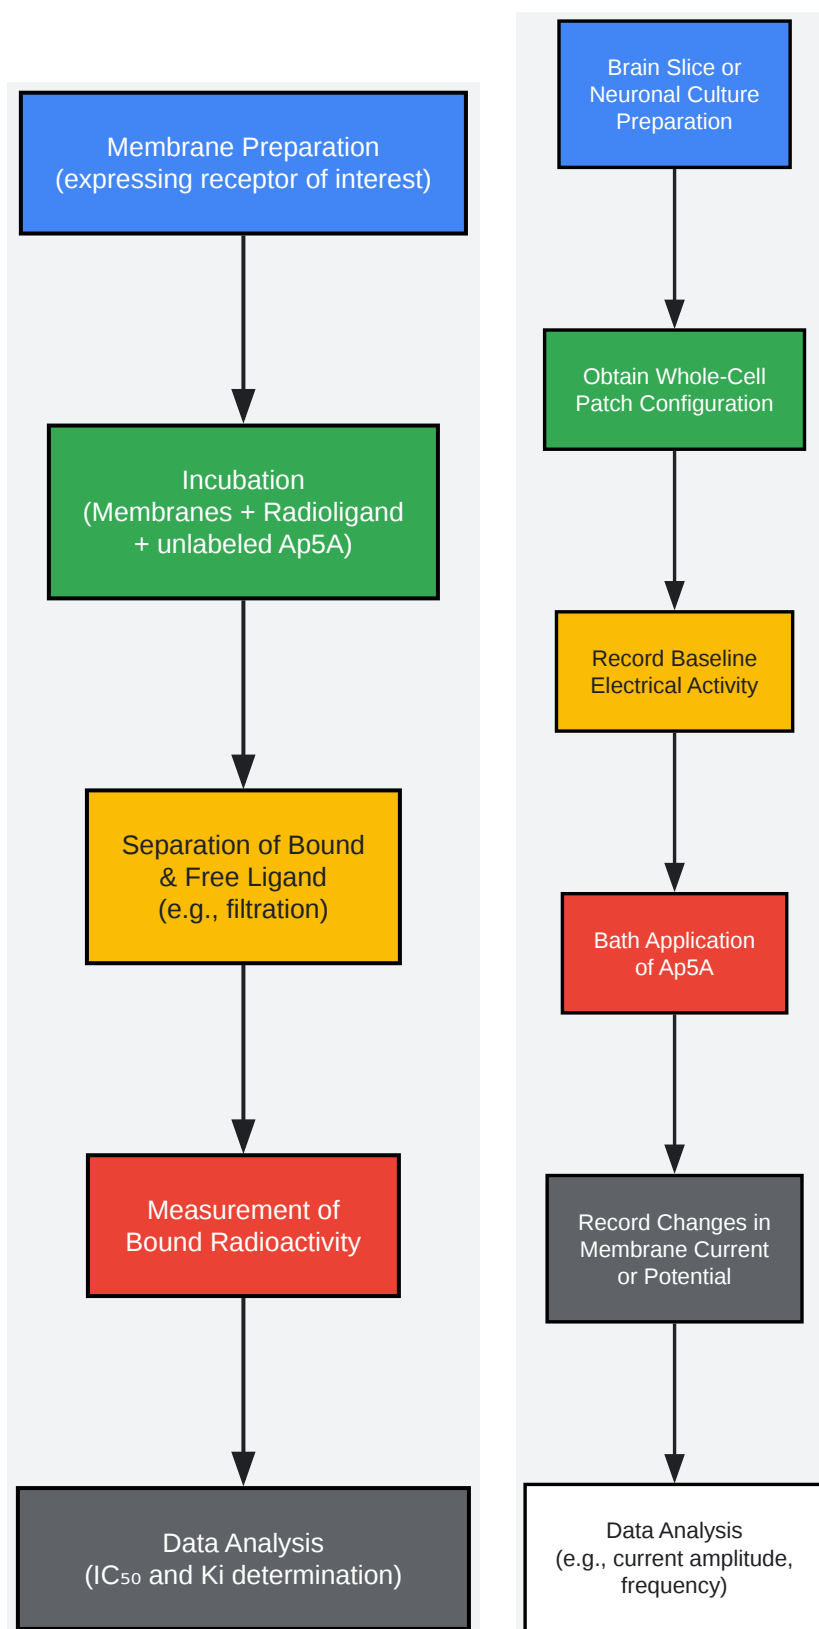 Membrane Preparation
(expressing receptor of interest)
Incubation
(Membranes + Radioligand
+ unlabeled Ap5A)
Separation of Bound
& Free Ligand
(e.g., filtration)
Measurement of
Bound Radioactivity
Data Analysis
(IC₅₀ and Ki determination)
Brain Slice or
Neuronal Culture
Preparation
Obtain Whole-Cell
Patch Configuration
Record Baseline
Electrical Activity
Bath Application
of Ap5A
Record Changes in
Membrane Current
or Potential
Data Analysis
(e.g., current amplitude,
frequency)